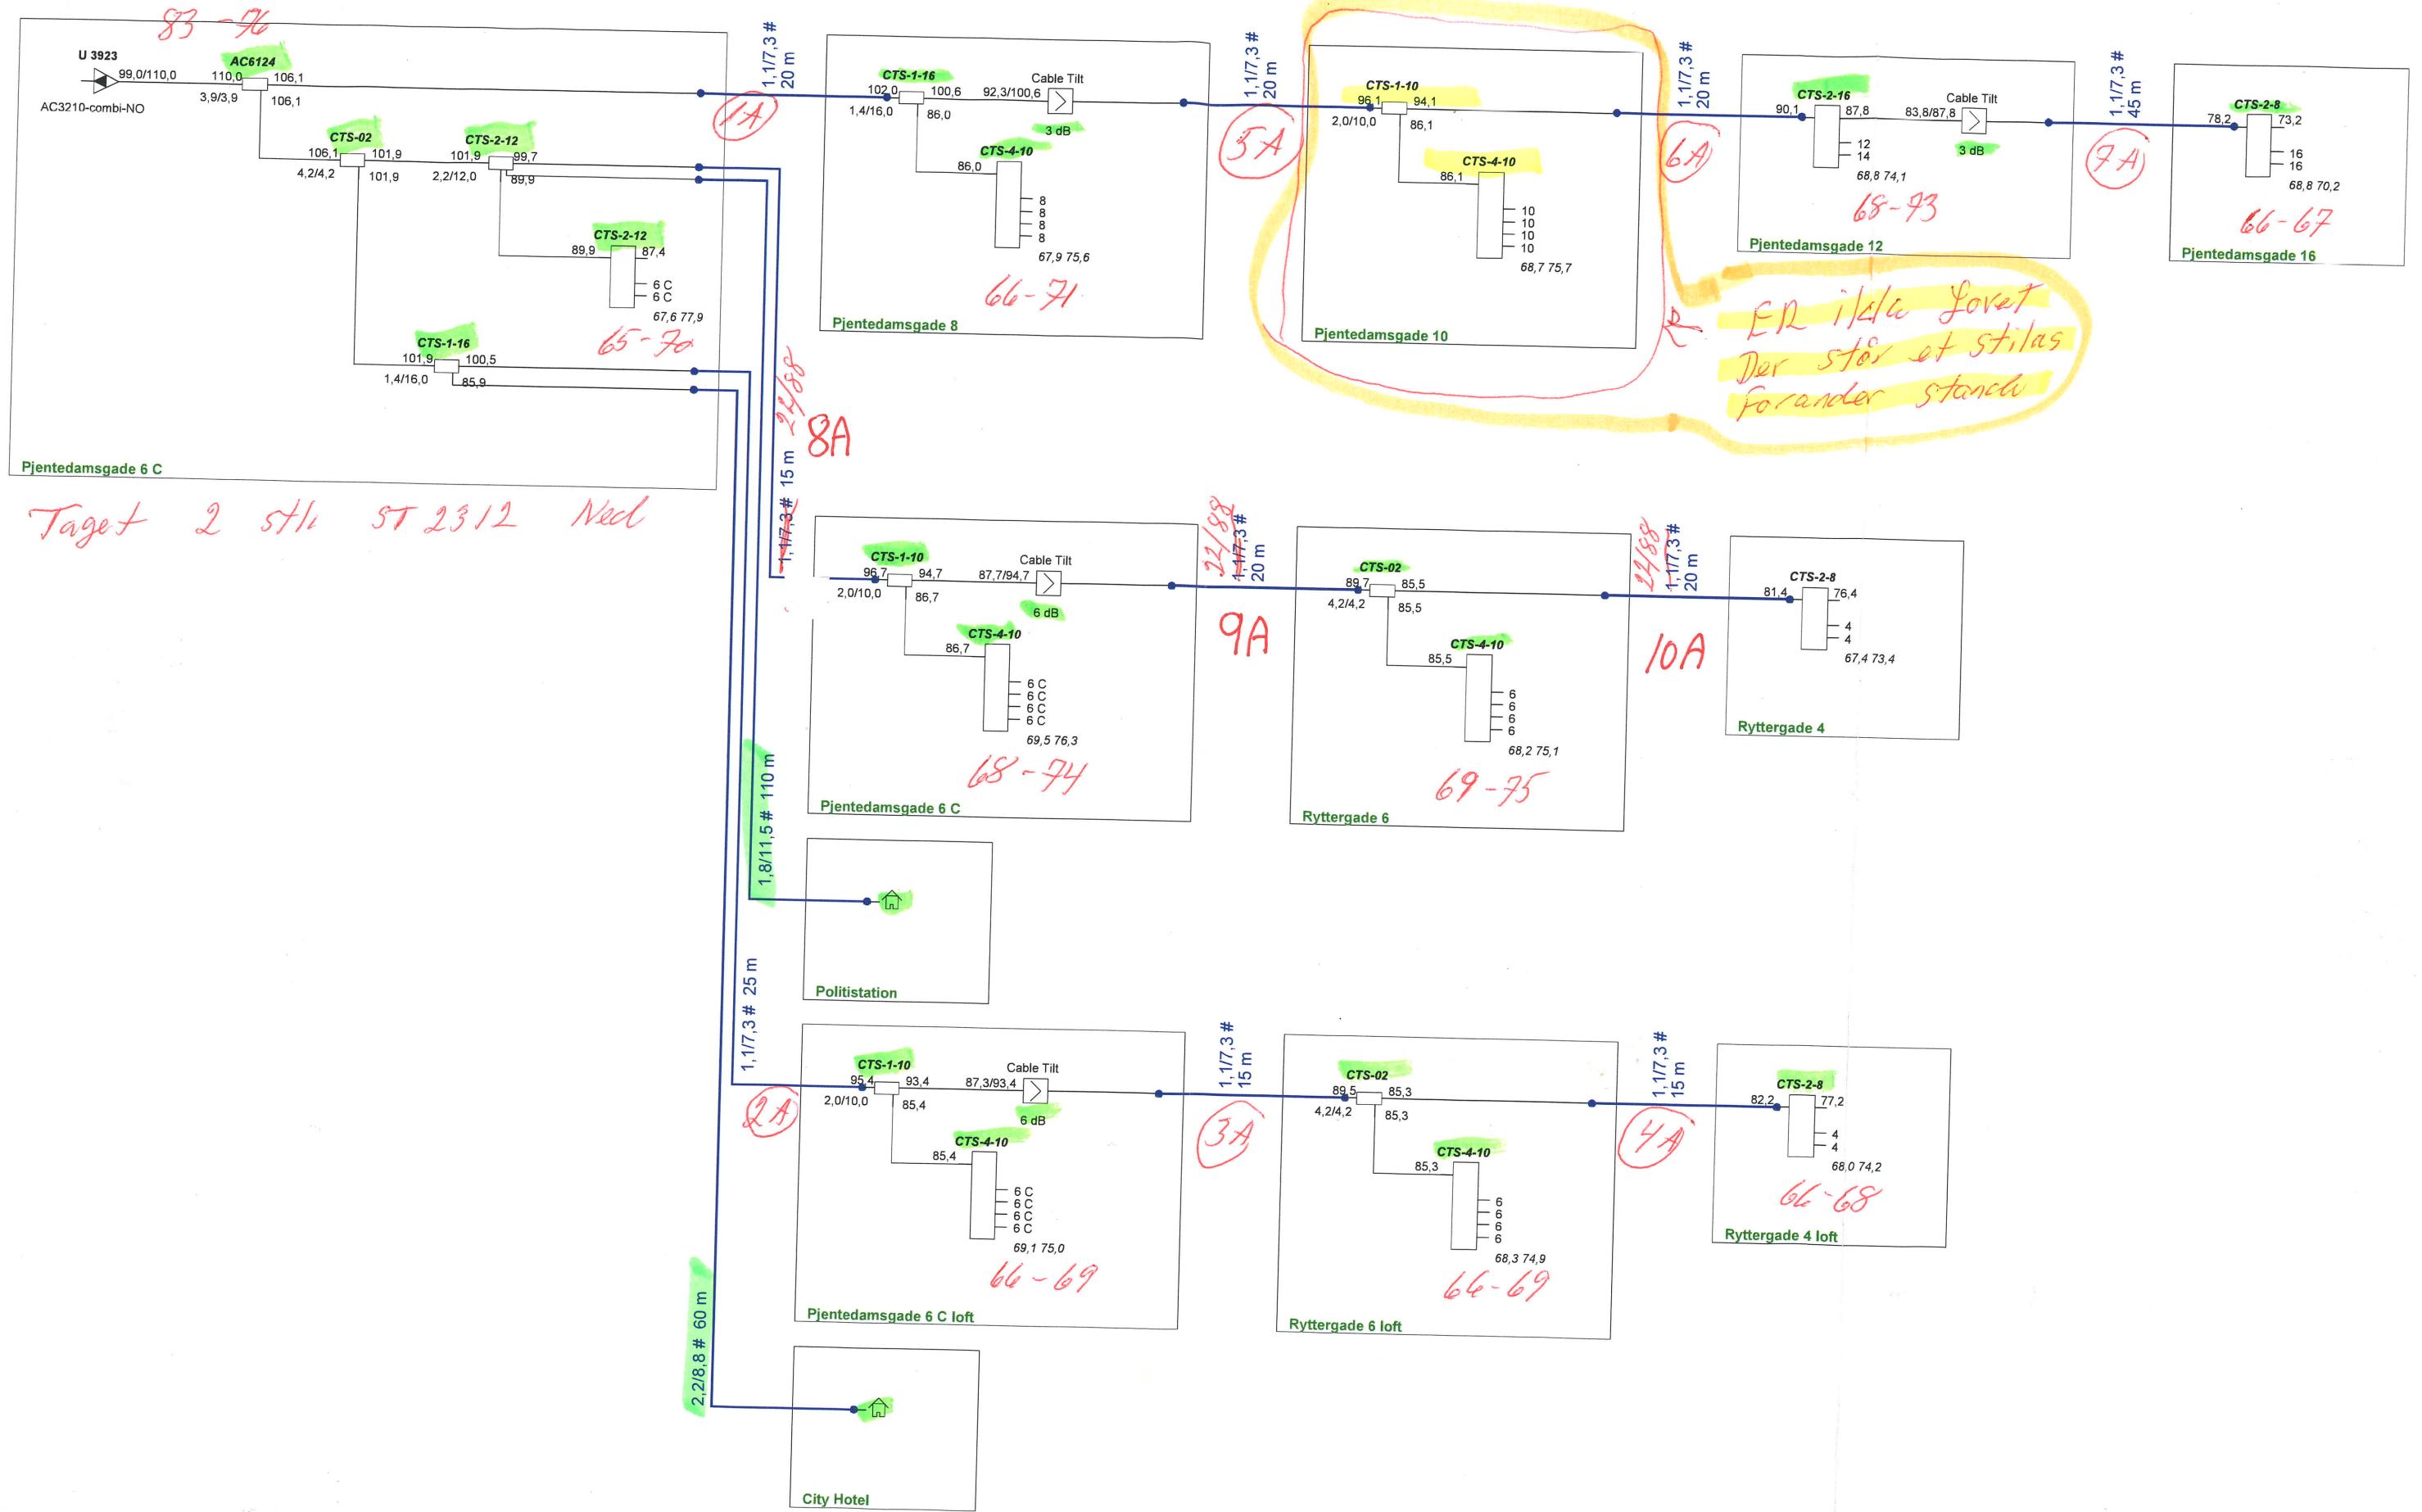 83-76
U 3923
99,0/110,0
AC3210-combi-NO
AC6124
110,0 106,1
3,9/3,9 106,1
CTS-02
106,1 101,9
4,2/4,2 101,9
CTS-2-12
101,9 99,7
2,2/12,0 89,9
CTS-2-12
89,9 87,4
6 C
6 C
67,6 77,9
65-70
CTS-1-16
101,9 100,5
1,4/16,0 85,9
Pjentedamsgade 6 C
Taget 2 stk ST 2312 Ned
1,1/7,3 #
20 m
1A
CTS-1-16
102,0 100,6
1,4/16,0 86,0
Cable Tilt
92,3/100,6
3 dB
CTS-4-10
86,0
8
8
8
8
67,9 75,6
66-71
Pjentedamsgade 8
1,1/7,3 #
20 m
5A
CTS-1-10
96,1 94,1
2,0/10,0 86,1
CTS-4-10
86,1
10
10
10
10
68,7 75,7
Pjentedamsgade 10
1,1/7,3 #
20 m
6A
CTS-2-16
90,1 87,8
12
14
68,8 74,1
Cable Tilt
83,8/87,8
3 dB
68-73
Pjentedamsgade 12
1,1/7,3 #
45 m
7A
CTS-2-8
78,2 73,2
16
16
68,8 70,2
66-67
Pjentedamsgade 16
ER ikke lovet
Der står et stilas
Forander standen
8A
1,1/7,3 # 15 m
CTS-1-10
96,7 94,7
2,0/10,0 86,7
Cable Tilt
87,7/94,7
6 dB
CTS-4-10
86,7
6 C
6 C
6 C
6 C
69,5 76,3
68-74
Pjentedamsgade 6 C
22/88
1,1/7,3 #
20 m
9A
CTS-02
89,7 85,5
4,2/4,2 85,5
CTS-4-10
85,5
6
6
6
6
68,2 75,1
69-75
Ryttergade 6
1,1/7,3 #
20 m
10A
CTS-2-8
81,4 76,4
4
4
67,4 73,4
Ryttergade 4
1,8/11,5 # 110 m
Politistation
1,1/7,3 # 25 m
2A
CTS-1-10
95,4 93,4
2,0/10,0 85,4
Cable Tilt
87,3/93,4
6 dB
CTS-4-10
85,4
6 C
6 C
6 C
6 C
69,1 75,0
66-69
Pjentedamsgade 6 C loft
1,1/7,3 #
15 m
3A
CTS-02
89,5 85,3
4,2/4,2 85,3
CTS-4-10
85,3
6
6
6
6
68,3 74,9
66-69
Ryttergade 6 loft
1,1/7,3 #
15 m
4A
CTS-2-8
82,2 77,2
4
4
68,0 74,2
66-68
Ryttergade 4 loft
2,2/8,8 # 60 m
City Hotel